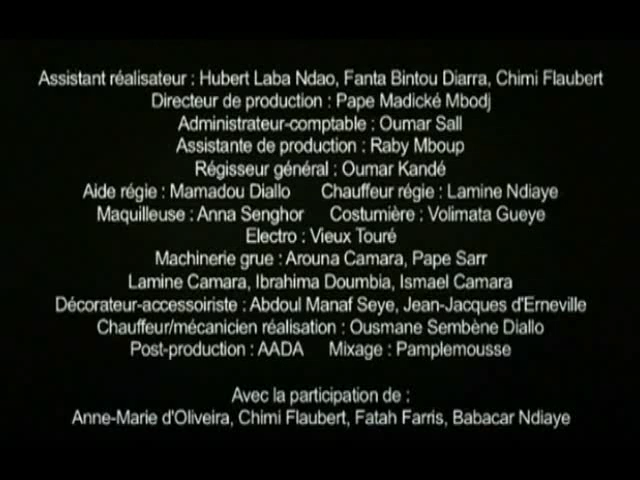 Assistant réalisateur : Hubert Laba Ndao, Fanta Bintou Diarra, Chimi Flaubert
Directeur de production : Pape Madické Mbodj
Administrateur-comptable : Oumar Sall
Assistante de production : Raby Mboup
Régisseur général : Oumar Kandé
Aide régie : Mamadou Diallo Chauffeur régie : Lamine Ndiaye
Maquilleuse : Anna Senghor Costumière : Volimata Gueye
Electro : Vieux Touré
Machinerie grue : Arouna Camara, Pape Sarr
Lamine Camara, Ibrahima Doumbia, Ismael Camara
Décorateur-accessoiriste : Abdoul Manaf Seye, Jean-Jacques d'Erneville
Chauffeur/mécanicien réalisation : Ousmane Sembène Diallo
Post-production : AADA Mixage : Pamplemousse
Avec la participation de :
Anne-Marie d'Oliveira, Chimi Flaubert, Fatah Farris, Babacar Ndiaye